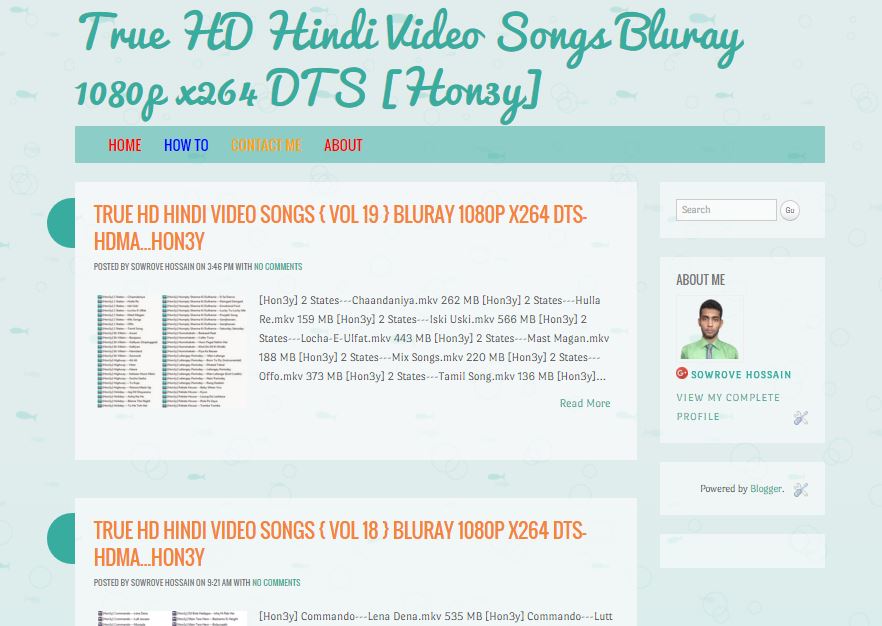 True HD Hindi Video Songs Bluray
1080p x264 DTS [Hon3y]
HOME HOW TO CONTACT ME ABOUT
TRUE HD HINDI VIDEO SONGS { VOL 19 } BLURAY 1080P X264 DTS-
HDMA...HON3Y
POSTED BY SOWROVE HOSSAIN ON 3:46 PM WITH NO COMMENTS
[Hon3y] 2 States---Chaandaniya.mkv 262 MB [Hon3y] 2 States---Hulla
Re.mkv 159 MB [Hon3y] 2 States---Iski Uski.mkv 566 MB [Hon3y] 2
States---Locha-E-Ulfat.mkv 443 MB [Hon3y] 2 States---Mast Magan.mkv
188 MB [Hon3y] 2 States---Mix Songs.mkv 220 MB [Hon3y] 2 States---
Offo.mkv 373 MB [Hon3y] 2 States---Tamil Song.mkv 136 MB [Hon3y]...
Read More
TRUE HD HINDI VIDEO SONGS { VOL 18 } BLURAY 1080P X264 DTS-
HDMA...HON3Y
POSTED BY SOWROVE HOSSAIN ON 9:21 AM WITH NO COMMENTS
[Hon3y] Commando---Lena Dena.mkv 535 MB [Hon3y] Commando---Lutt
Search Go
ABOUT ME
SOWROVE HOSSAIN
VIEW MY COMPLETE
PROFILE
Powered by Blogger.